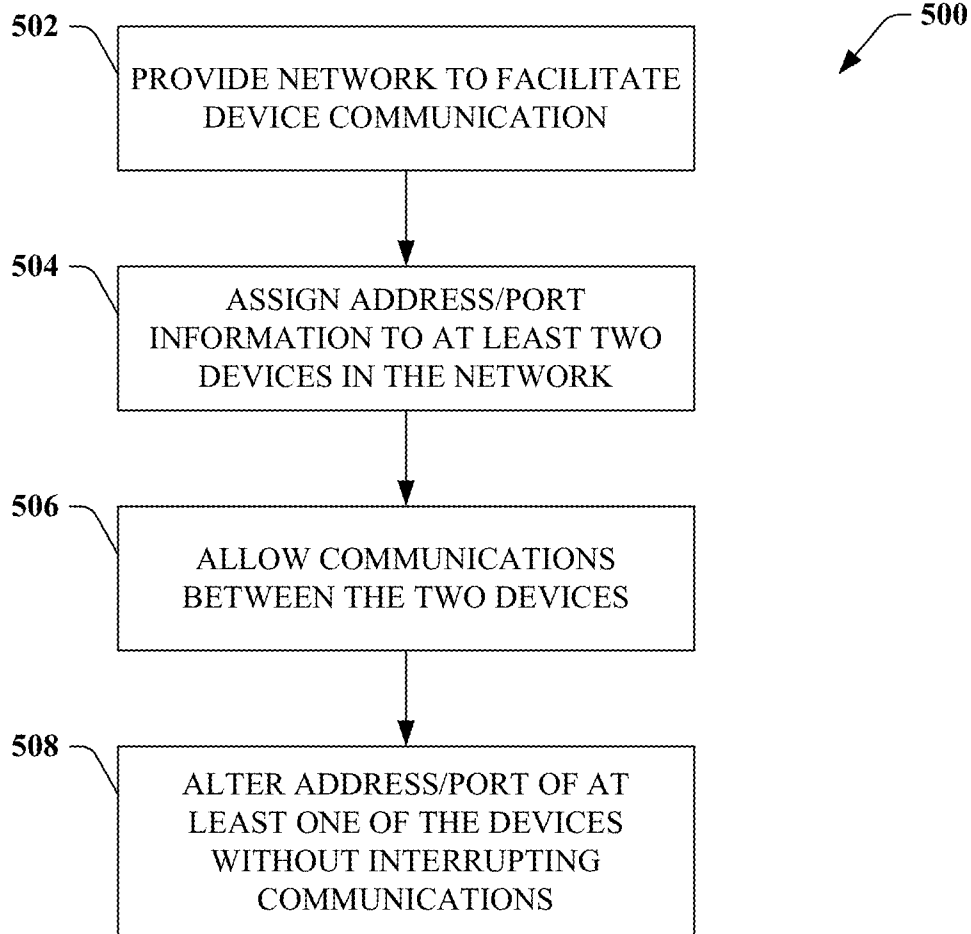 500
502
PROVIDE NETWORK TO FACILITATE
DEVICE COMMUNICATION
504
ASSIGN ADDRESS/PORT
INFORMATION TO AT LEAST TWO
DEVICES IN THE NETWORK
506
ALLOW COMMUNICATIONS
BETWEEN THE TWO DEVICES
508
ALTER ADDRESS/PORT OF AT
LEAST ONE OF THE DEVICES
WITHOUT INTERRUPTING
COMMUNICATIONS